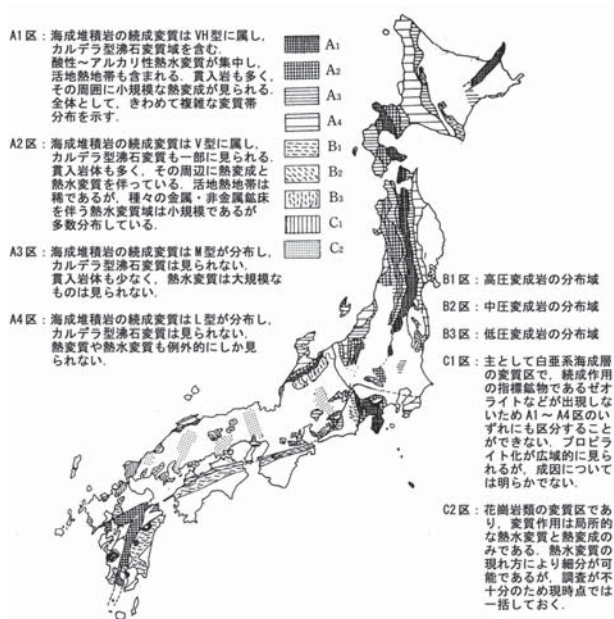 A1区：海成堆積岩の続成変質はVH型に属し，
カルデラ型沸石変質域を含む．
酸性～アルカリ性熱水変質が集中し，
活地熱地帯も含まれる．貫入岩も多く，
その周囲に小規模な熱変成が見られる．
全体として，きわめて複雑な変質帯
分布を示す．
A2区：海成堆積岩の続成変質はV型に属し，
カルデラ型沸石変質も一部に見られる．
貫入岩体も多く，その周辺に熱変成と
熱水変質を伴っている．活地熱地帯は
稀であるが，種々の金属・非金属鉱床
を伴う熱水変質域は小規模であるが
多数分布している．
A3区：海成堆積岩の続成変質はM型が分布し，
カルデラ型沸石変質は見られない．
貫入岩体も少なく，熱水変質は大規模な
ものは見られない．
A4区：海成堆積岩の続成変質はL型が分布し，
カルデラ型沸石変質は見られない．
熱変質や熱水変質も例外的にしか見
られない．
A1
A2
A3
A4
B1
B2
B3
C1
C2
B1区：高圧変成岩の分布域
B2区：中圧変成岩の分布域
B3区：低圧変成岩の分布域
C1区：主として白亜系海成層
の変質区で，続成作用
の指標鉱物であるゼオ
ライトなどが出現しな
いためA1～A4区のい
ずれにも区分すること
ができない．プロピラ
イト化が広域的に見ら
れるが，成因について
は明らかでない．
C2区：花崗岩類の変質区であ
り，変質作用は局所的
な熱水変質と熱変成の
みである．熱水変質の
現れ方により細分が可
能であるが，調査が不
十分のため現時点では
一括しておく．